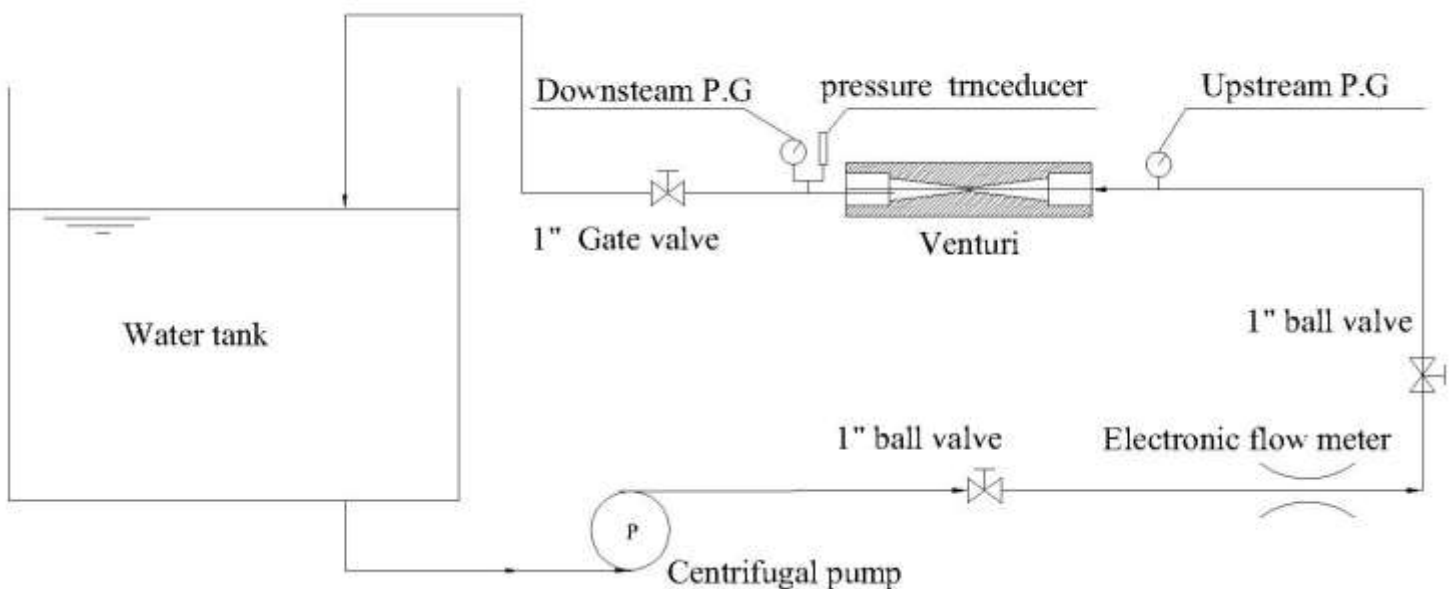 Downsteam P.G
pressure trnceducer
Upstream P.G
1" Gate valve
Venturi
Water tank
1" ball valve
1" ball valve
Electronic flow meter
P
Centrifugal pump